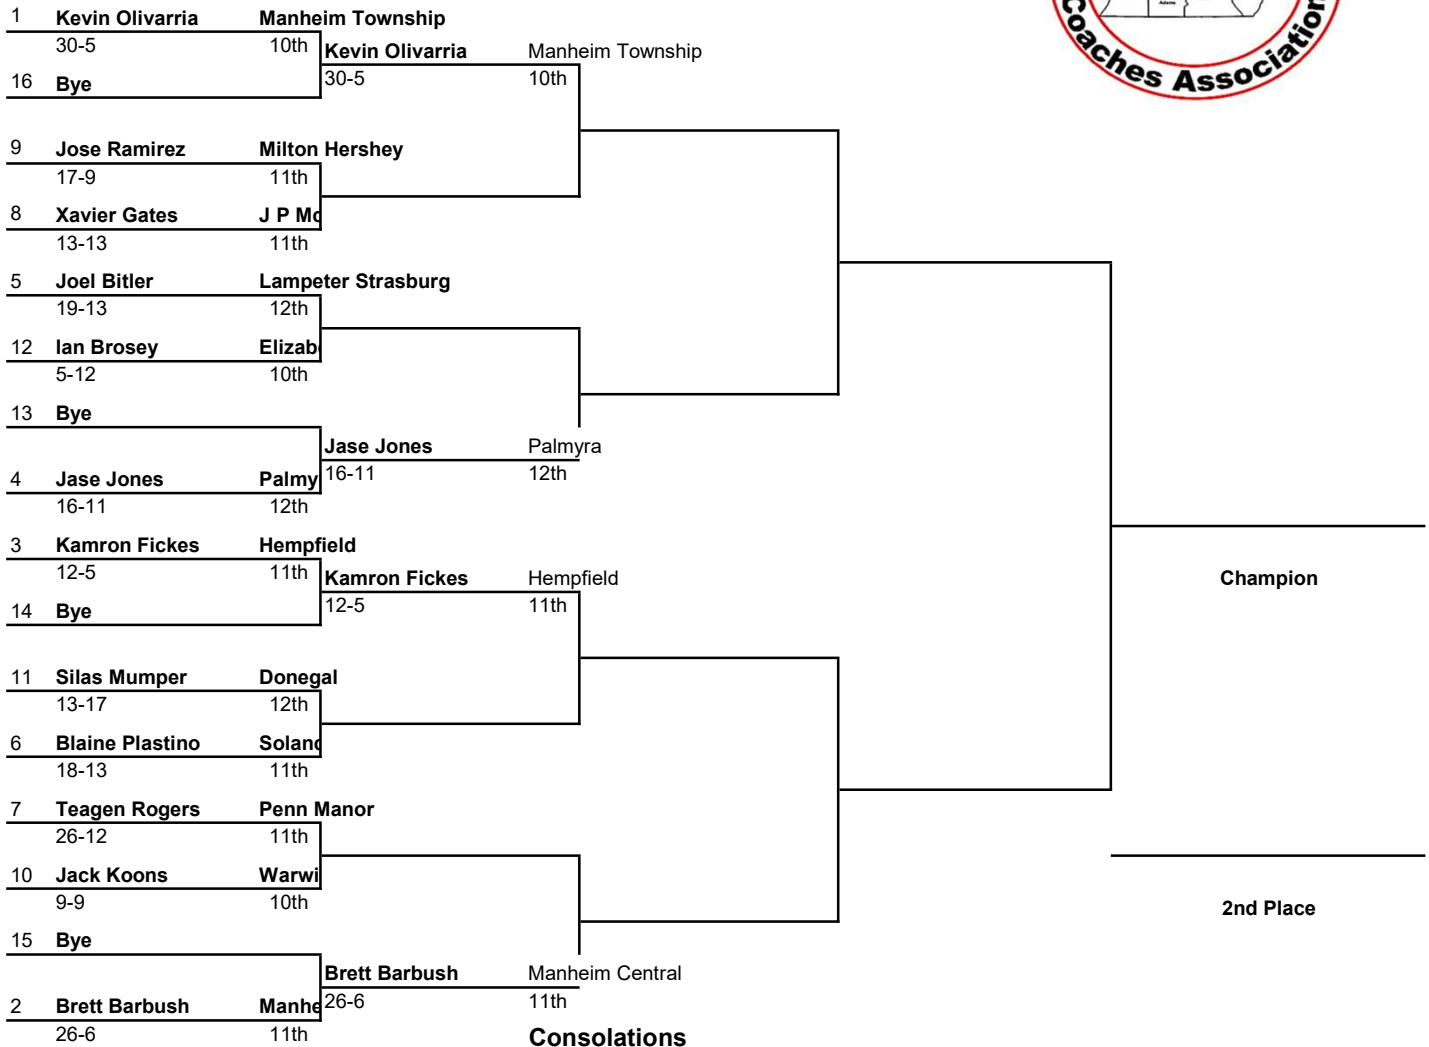 1 Kevin Olivarria Manheim Township
30-5 10th
Kevin Olivarria Manheim Township
16 Bye
30-5 10th
9 Jose Ramirez Milton Hershey
17-9 11th
8 Xavier Gates J P Mc
13-13 11th
5 Joel Bitler Lampeter Strasburg
19-13 12th
12 Ian Brosey Elizab
5-12 10th
13 Bye
Jase Jones Palmyra
16-11 12th
4 Jase Jones Palmy
16-11 12th
3 Kamron Fickes Hempfield
12-5 11th
Kamron Fickes Hempfield
12-5 11th
14 Bye
11 Silas Mumper Donegal
13-17 12th
6 Blaine Plastino Solanc
18-13 11th
7 Teagen Rogers Penn Manor
26-12 11th
10 Jack Koons Warwi
9-9 10th
15 Bye
Brett Barbush Manheim Central
26-6 11th
2 Brett Barbush Manhe
26-6 11th
Consolations
Champion
2nd Place
Coaches Association